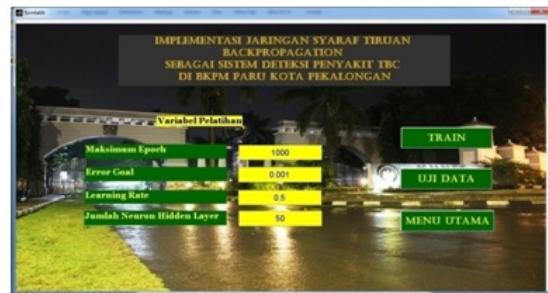 IMPLEMENTASI JARINGAN SYARAF TIRUAN
BACKPROPAGATION
SEBAGAI SISTEM DETEKSI PENYAKIT TBC
DI BKPM PARU KOTA PEKALONGAN
Variabel Pelatihan
Maksimum Epoch 1000
Error Goal 0.001
Learning Rate 0.5
Jumlah Neuron Hidden Layer 50
TRAIN
UJI DATA
MENU UTAMA